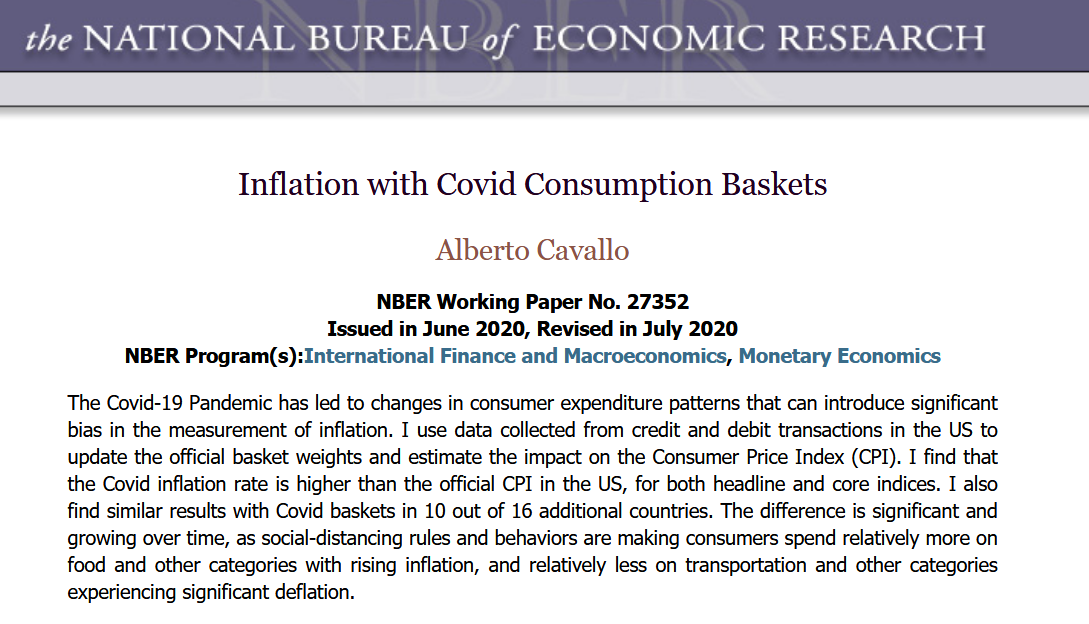 the NATIONAL BUREAU of ECONOMIC RESEARCH
NBER
Inflation with Covid Consumption Baskets
Alberto Cavallo
NBER Working Paper No. 27352
Issued in June 2020, Revised in July 2020
NBER Program(s):International Finance and Macroeconomics, Monetary Economics
The Covid-19 Pandemic has led to changes in consumer expenditure patterns that can introduce significant
bias in the measurement of inflation. I use data collected from credit and debit transactions in the US to
update the official basket weights and estimate the impact on the Consumer Price Index (CPI). I find that
the Covid inflation rate is higher than the official CPI in the US, for both headline and core indices. I also
find similar results with Covid baskets in 10 out of 16 additional countries. The difference is significant and
growing over time, as social-distancing rules and behaviors are making consumers spend relatively more on
food and other categories with rising inflation, and relatively less on transportation and other categories
experiencing significant deflation.